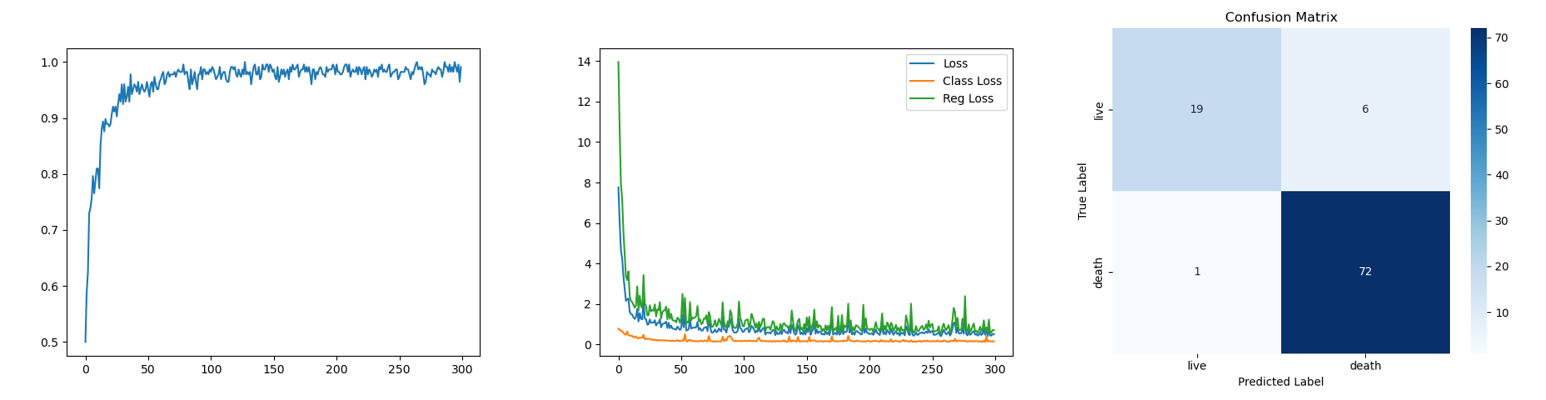 1.0
0.9
0.8
0.7
0.6
0.5
0 50 100 150 200 250 300
14
12
10
8
6
4
2
0
0 50 100 150 200 250 300
Loss
Class Loss
Reg Loss
Confusion Matrix
True Label
live
death
19 6
1 72
live death
Predicted Label
70
60
50
40
30
20
10